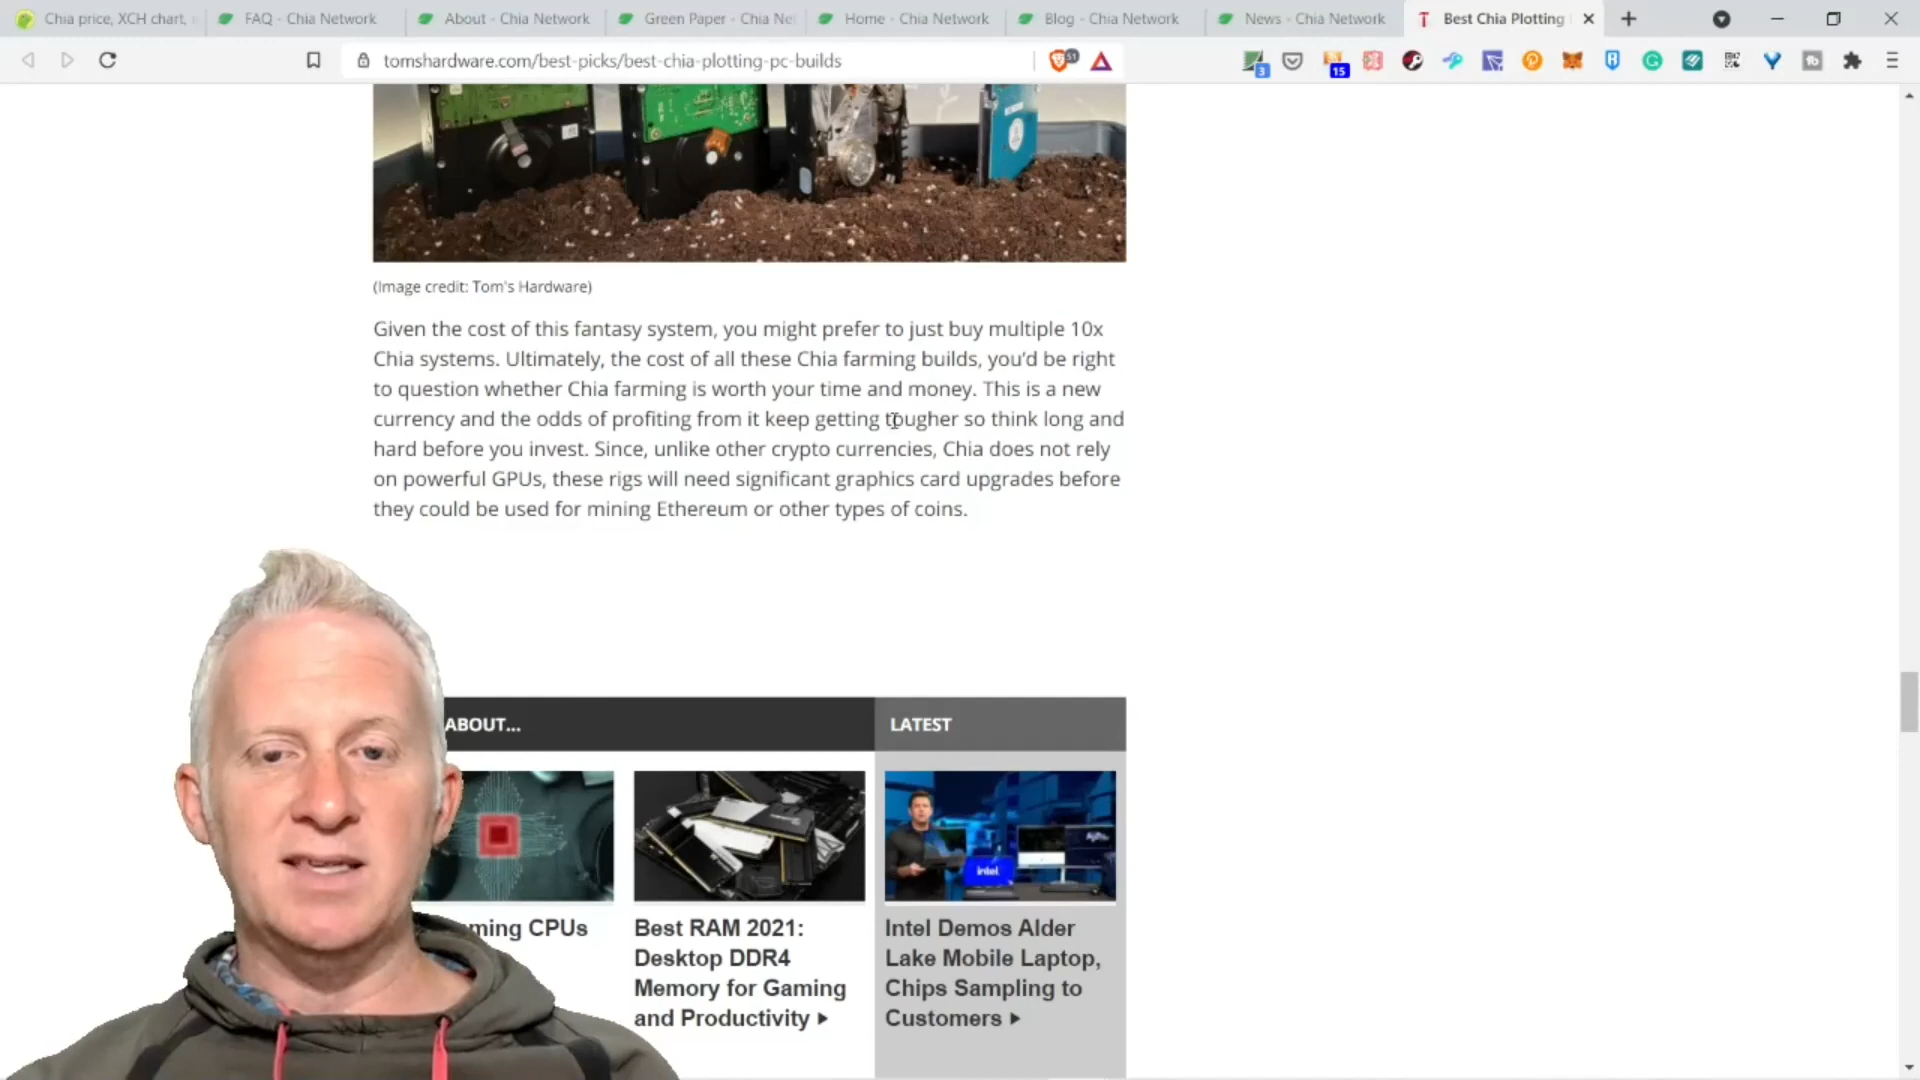 Chia price, XCH chart,
FAQ - Chia Network
About - Chia Network
Green Paper - Chia Ne
Home - Chia Network
Blog - Chia Network
News - Chia Network
Best Chia Plotting
tomshardware.com/best-picks/best-chia-plotting-pc-builds
51
3
15
(Image credit: Tom's Hardware)
Given the cost of this fantasy system, you might prefer to just buy multiple 10x
Chia systems. Ultimately, the cost of all these Chia farming builds, you'd be right
to question whether Chia farming is worth your time and money. This is a new
currency and the odds of profiting from it keep getting tougher so think long and
hard before you invest. Since, unlike other crypto currencies, Chia does not rely
on powerful GPUs, these rigs will need significant graphics card upgrades before
they could be used for mining Ethereum or other types of coins.
ABOUT...
LATEST
intel
ming CPUs
Best RAM 2021:
Desktop DDR4
Memory for Gaming
and Productivity
Intel Demos Alder
Lake Mobile Laptop,
Chips Sampling to
Customers